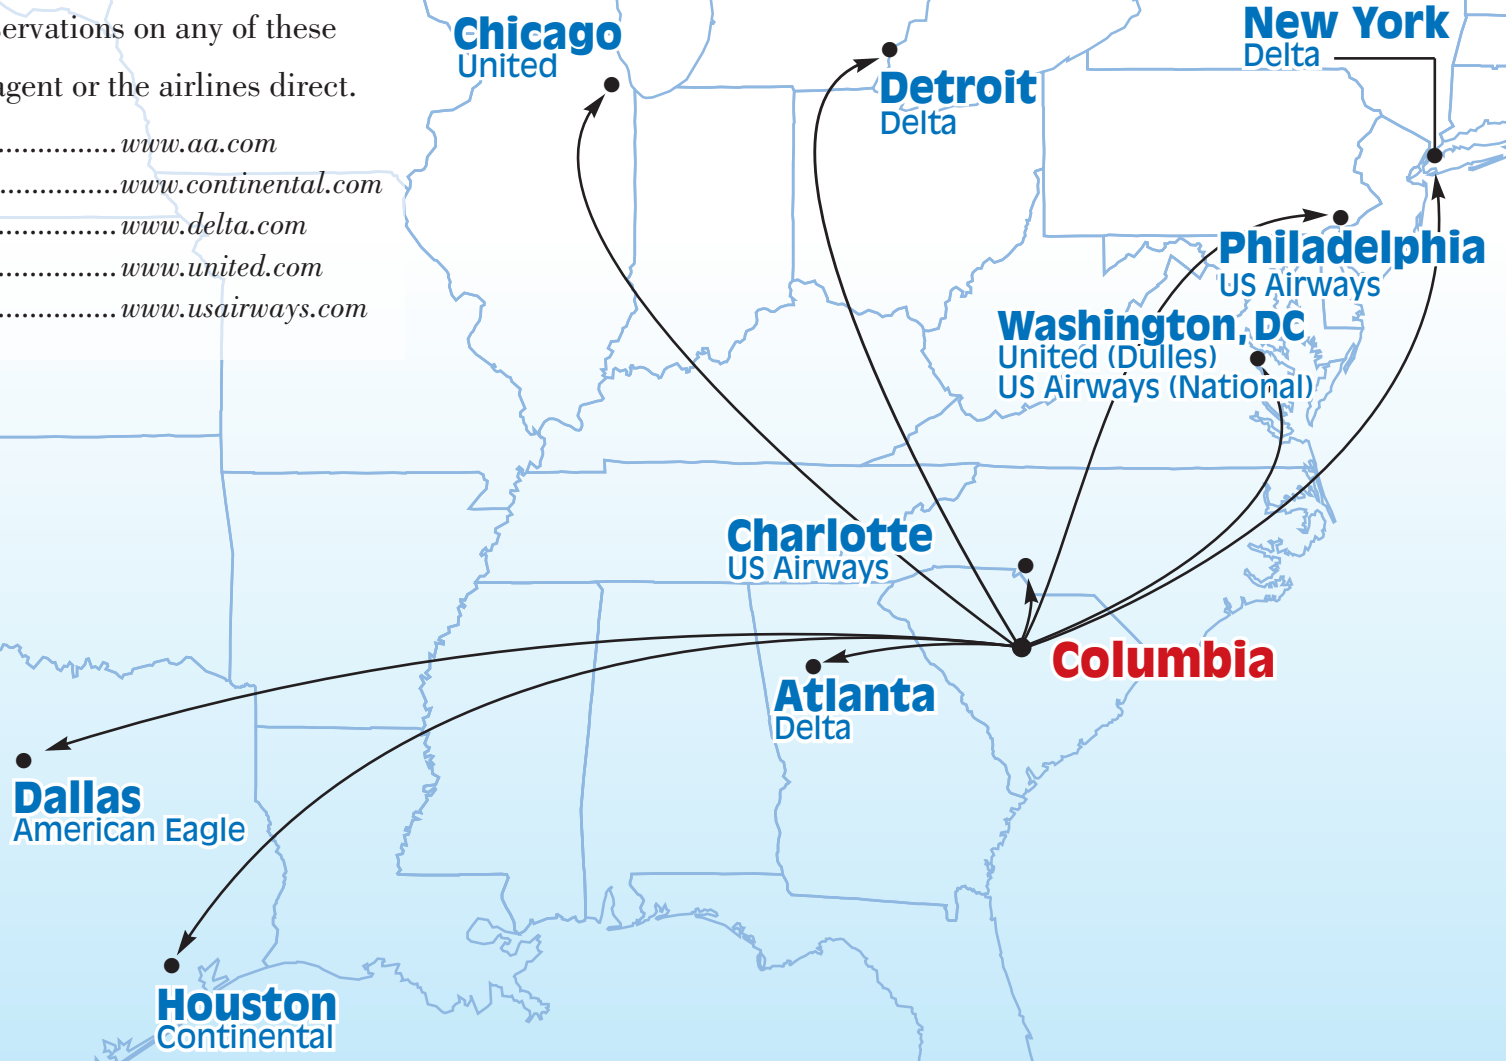 servations on any of these
agent or the airlines direct.
...............www.aa.com
...............www.continental.com
...............www.delta.com
...............www.united.com
...............www.usairways.com
Chicago
United
Detroit
Delta
New York
Delta
Philadelphia
US Airways
Washington, DC
United (Dulles)
US Airways (National)
Charlotte
US Airways
Columbia
Atlanta
Delta
Dallas
American Eagle
Houston
Continental